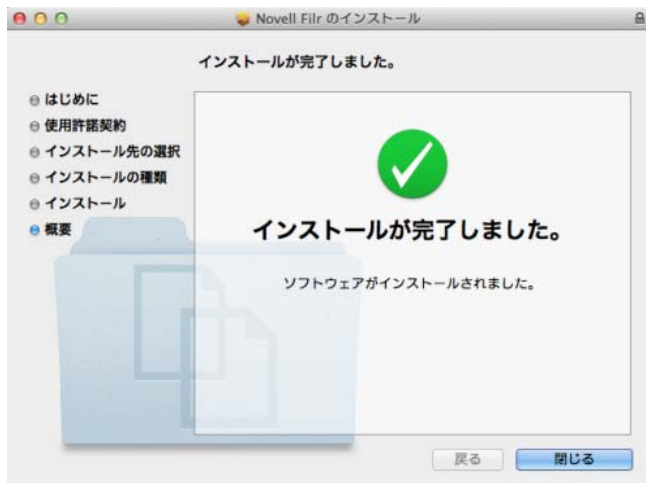 Novell Filr のインストール
インストールが完了しました。
はじめに
使用許諾契約
インストール先の選択
インストールの種類
インストール
概要
インストールが完了しました。
ソフトウェアがインストールされました。
戻る
閉じる